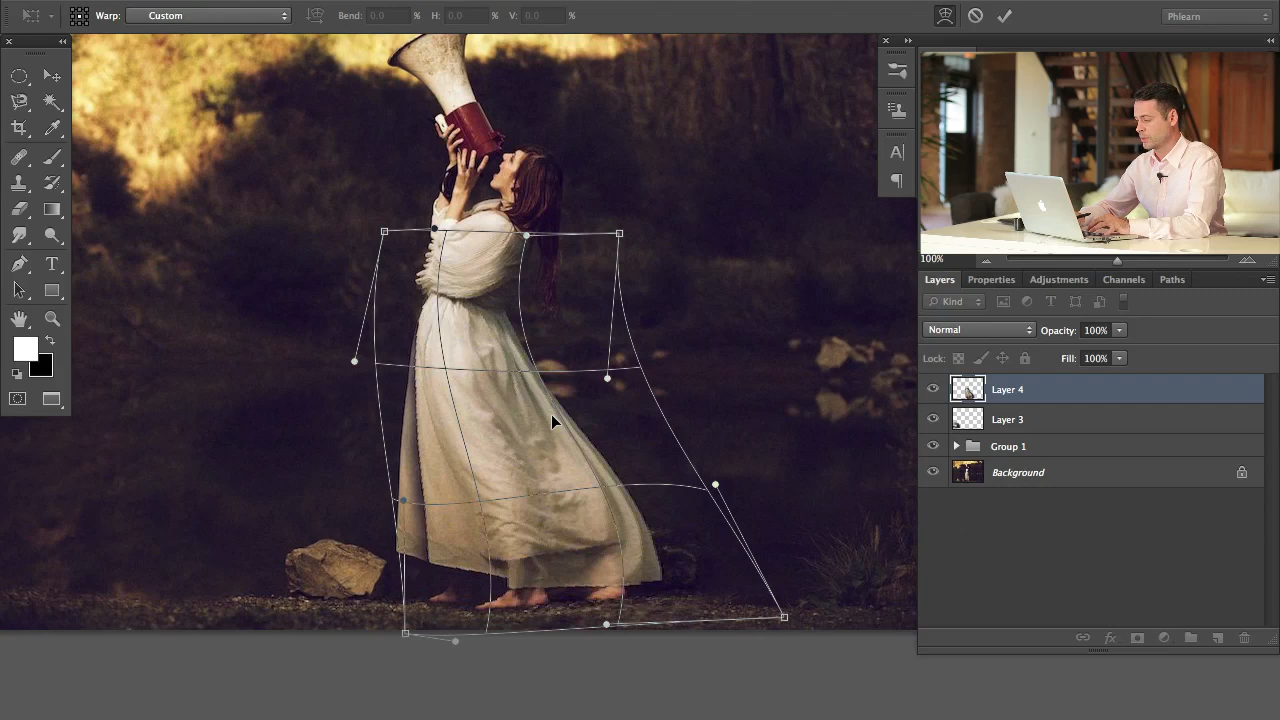 Warp: Custom Bend: 0.0 % H: 0.0 % V: 0.0 % Phlearn
A
T
100%
Layers Properties Adjustments Channels Paths
Kind T
Normal Opacity: 100%
Lock: Fill: 100%
Layer 4
Layer 3
Group 1
Background
fx